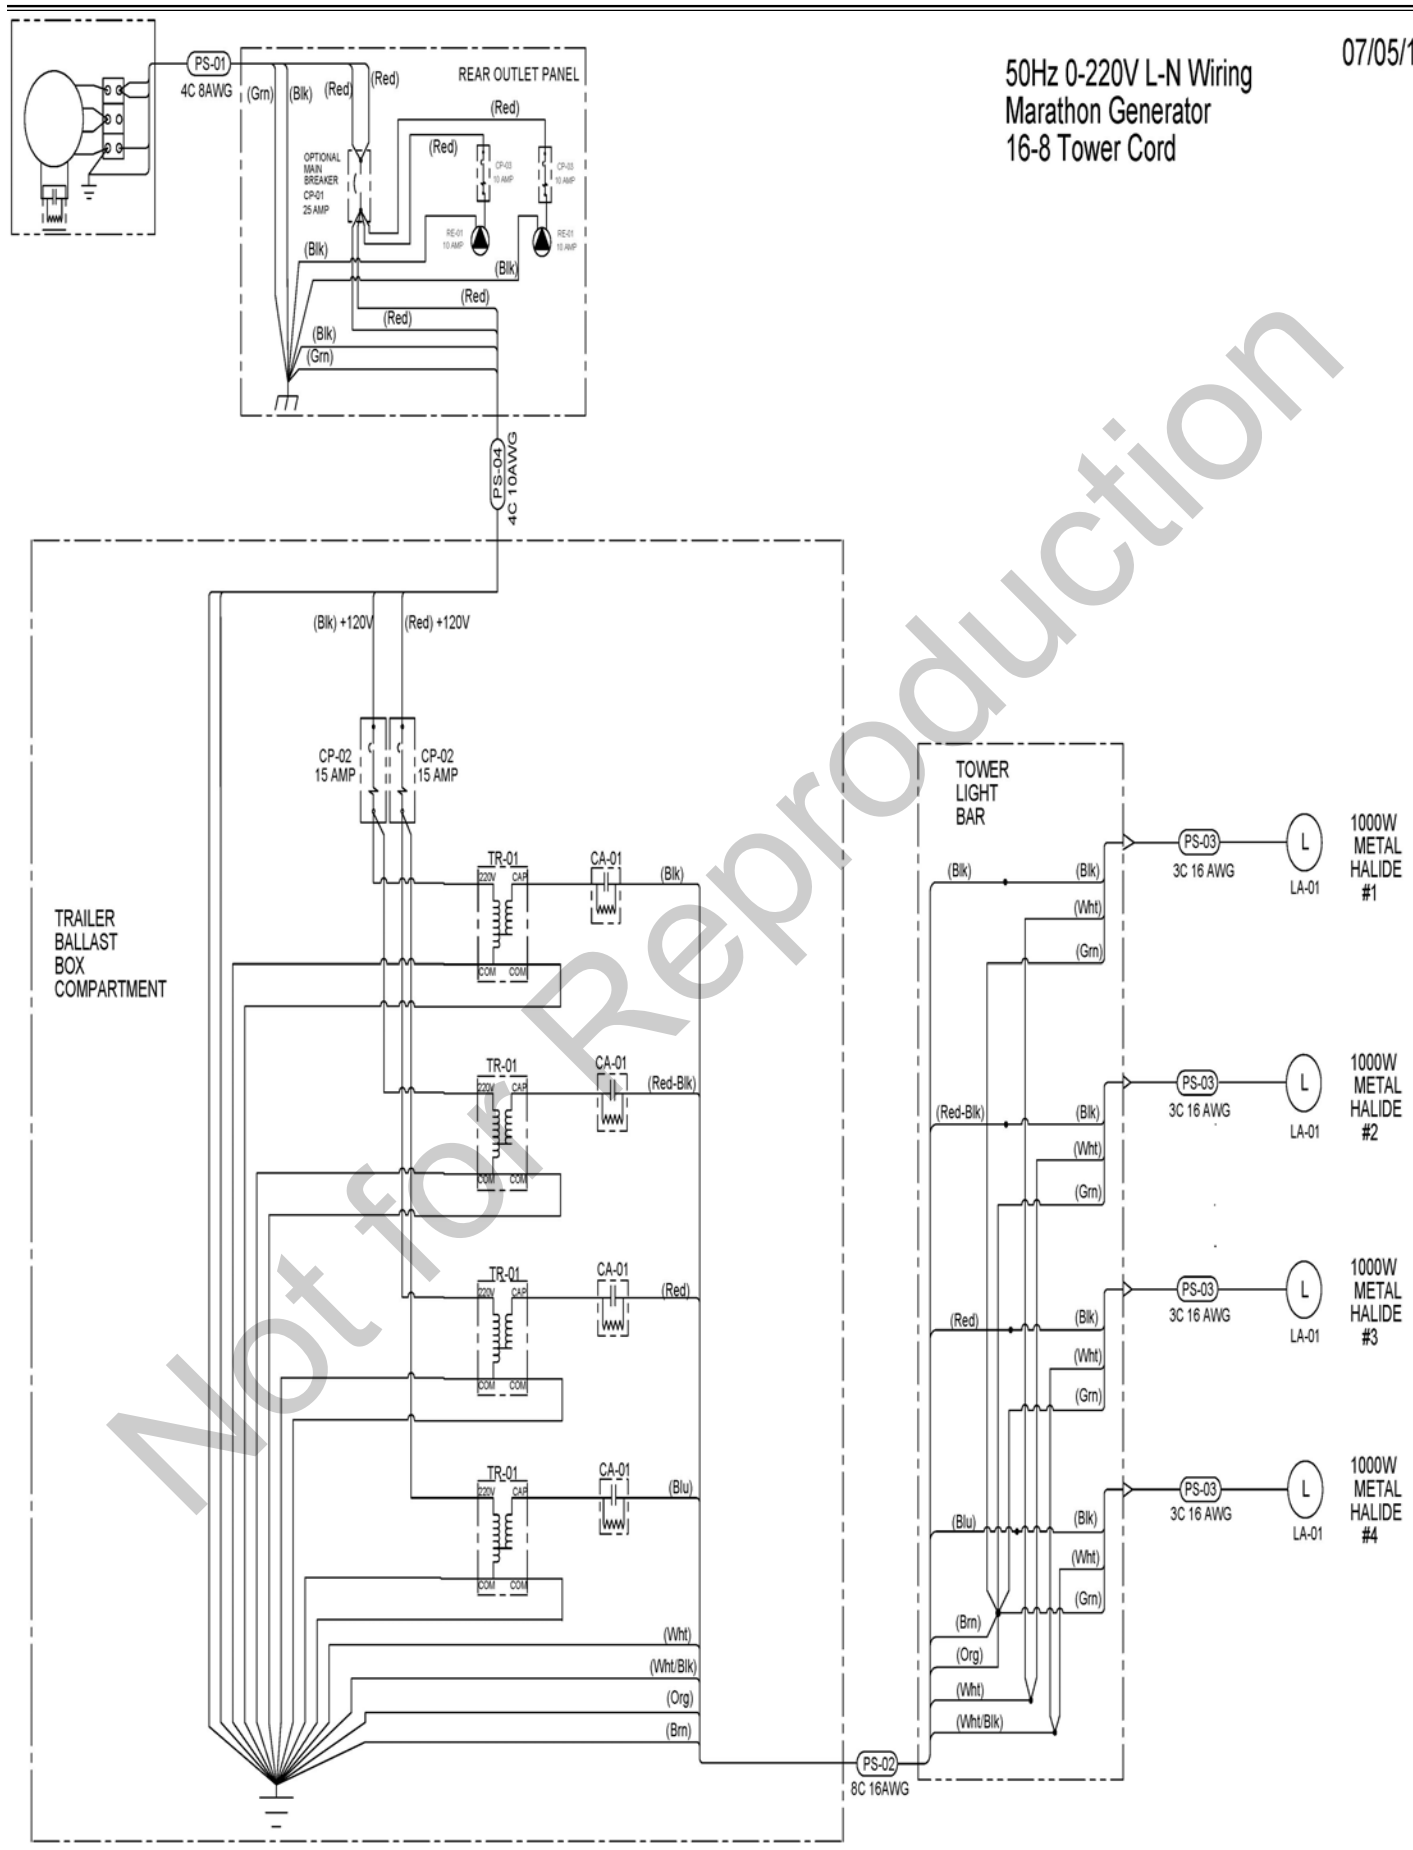 07/05/1
50Hz 0-220V L-N Wiring
Marathon Generator
16-8 Tower Cord
PS-01
4C 8AWG
REAR OUTLET PANEL
(Grn)
(Blk)
(Red)
(Red)
(Red)
(Red)
OPTIONAL
MAIN
BREAKER
CP-01
25 AMP
CP-03
10 AMP
CP-03
10 AMP
RE-01
10 AMP
RE-01
10 AMP
(Blk)
(Blk)
(Red)
(Red)
(Blk)
(Grn)
PS-04
4C 10AWG
(Blk) +120V
(Red) +120V
CP-02
15 AMP
CP-02
15 AMP
TRAILER
BALLAST
BOX
COMPARTMENT
TR-01
220V CAP
COM COM
CA-01
(Blk)
TR-01
220V CAP
COM COM
CA-01
(Red-Blk)
TR-01
220V CAP
COM COM
CA-01
(Red)
TR-01
220V CAP
COM COM
CA-01
(Blu)
(Wht)
(Wht/Blk)
(Org)
(Brn)
PS-02
8C 16AWG
TOWER
LIGHT
BAR
(Blk)
(Blk)
(Wht)
(Grn)
PS-03
3C 16 AWG
L
LA-01
1000W
METAL
HALIDE
#1
(Red-Blk)
(Blk)
(Wht)
(Grn)
PS-03
3C 16 AWG
L
LA-01
1000W
METAL
HALIDE
#2
(Red)
(Blk)
(Wht)
(Grn)
PS-03
3C 16 AWG
L
LA-01
1000W
METAL
HALIDE
#3
(Blu)
(Blk)
(Wht)
(Grn)
PS-03
3C 16 AWG
L
LA-01
1000W
METAL
HALIDE
#4
(Brn)
(Org)
(Wht)
(Wht/Blk)
Not for Reproduction